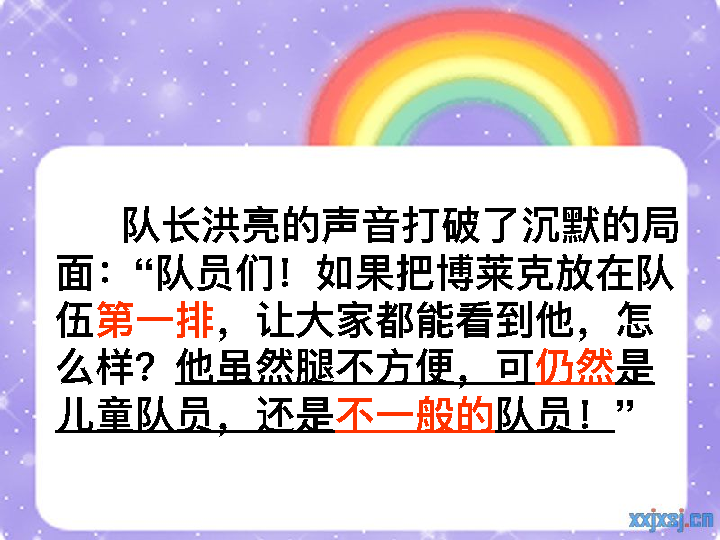 队长洪亮的声音打破了沉默的局
面：“队员们！如果把博莱克放在队
伍第一排，让大家都能看到他，怎
么样？他虽然腿不方便，可仍然是
儿童队员，还是不一般的队员！”
xxjxsj.cn